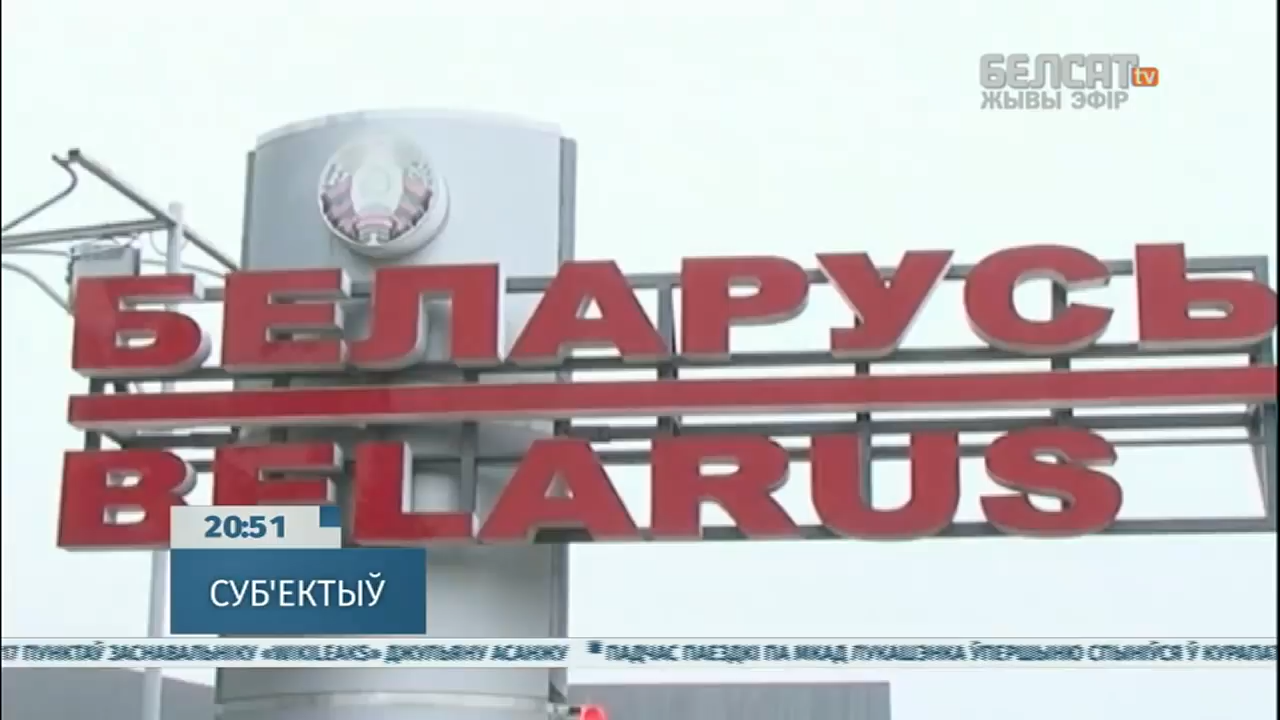 БЕЛСАТ tv
ЖЫВЫ ЭФІР
БЕЛАРУСЬ
BELARUS
20:51
СУБ'ЕКТЫЎ
ПУНКТАЎ ЗАСНАВАЛЬНІКУ «WIKILEAKS» ДЖУЛЬЯНУ АСАНЖУ ПАДЧАС ПАЕЗДКІ ПА МКАД ЛУКАШЭНКА ЎПЕРШЫНЮ СПЫНІЎСЯ Ў